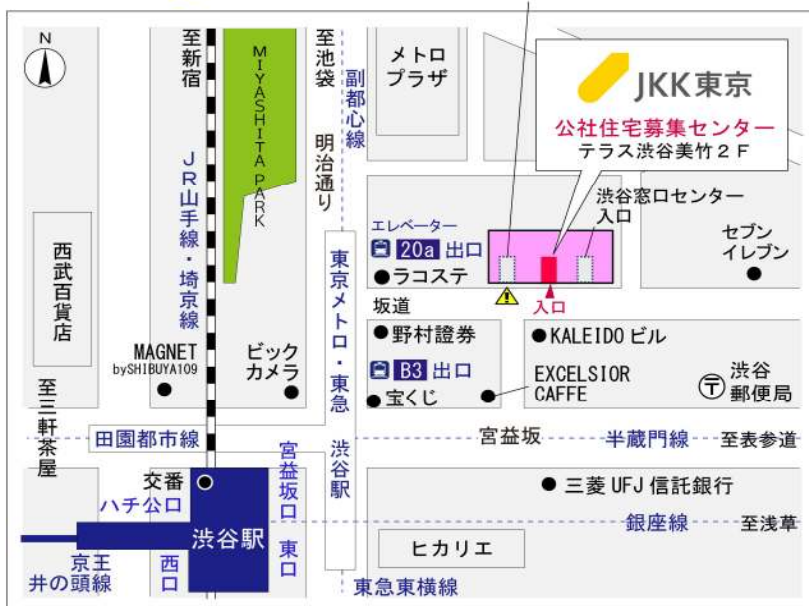 N
至新宿
MIYASHITA PARK
至池袋
副都心線
明治通り
メトロ
プラザ
JKK東京
公社住宅募集センター
テラス渋谷美竹2F
JR山手線・埼京線
西武百貨店
エレベーター
20a 出口
ラコステ
渋谷窓口センター
入口
セブン
イレブン
東京メトロ・東急 渋谷駅
坂道
入口
野村證券
KALEIDO ビル
MAGNET
bySHIBUYA109
ビック
カメラ
B3 出口
宝くじ
EXCELSIOR
CAFFE
〒
渋谷
郵便局
至三軒茶屋
田園都市線
宮益坂
半蔵門線
至表参道
交番
ハチ公口
宮益坂口
三菱UFJ信託銀行
渋谷駅
銀座線
至浅草
京王
井の頭線
西口
東口
ヒカリエ
東急東横線